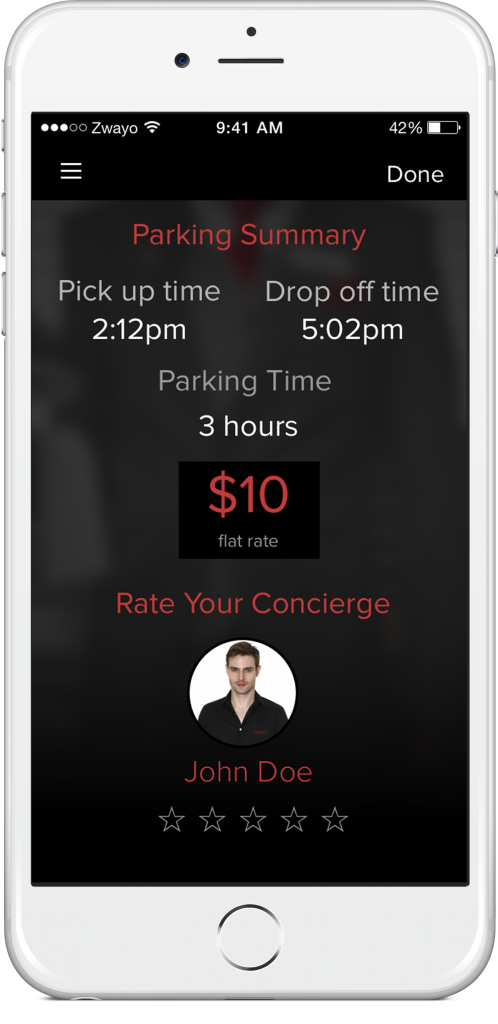 Zwayo 9:41 AM 42%
Done
Parking Summary
Pick up time Drop off time
2:12pm 5:02pm
Parking Time
3 hours
$10
flat rate
Rate Your Concierge
John Doe